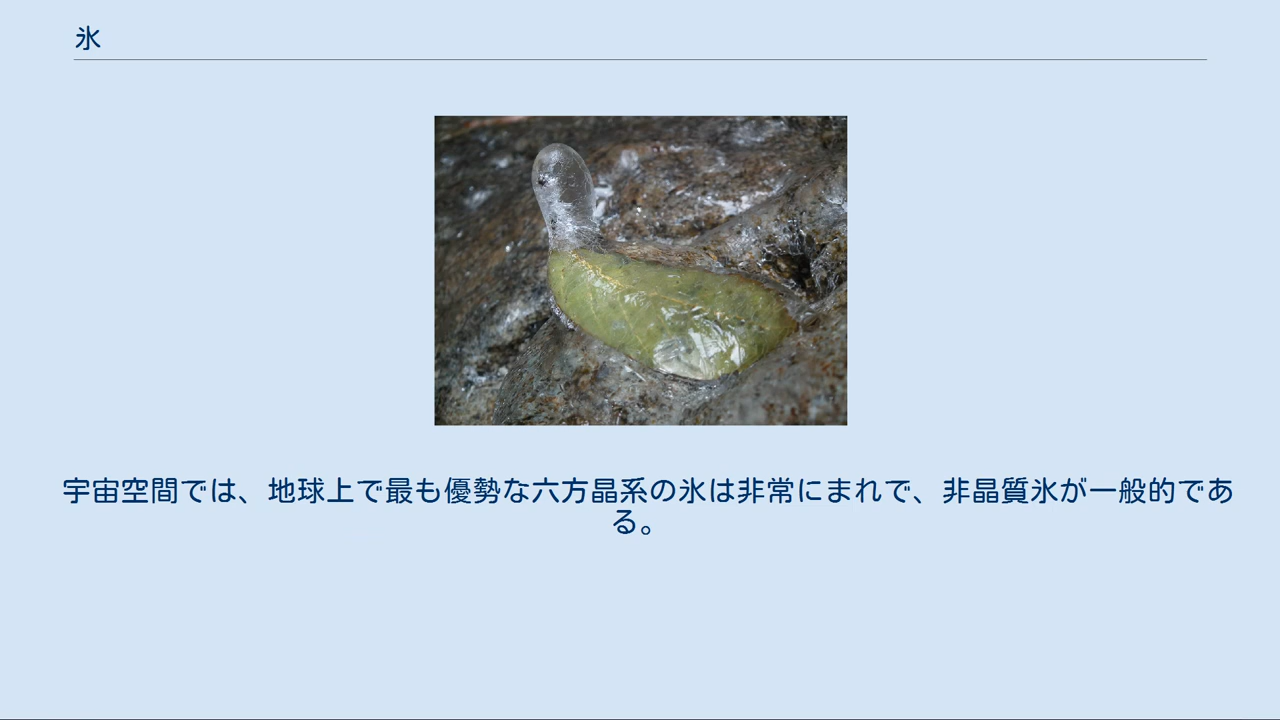 氷
宇宙空間では、地球上で最も優勢な六方晶系の氷は非常にまれで、非晶質氷が一般的であ
る。